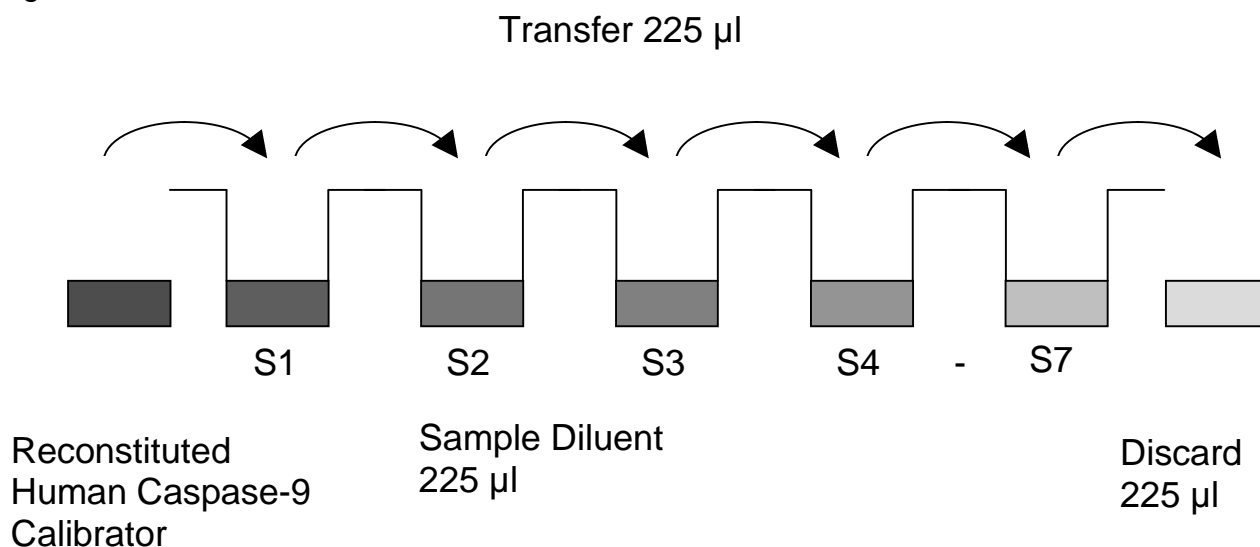 Transfer 225 µl
S1 S2 S3 S4 - S7
Reconstituted
Human Caspase-9
Calibrator
Sample Diluent
225 µl
Discard
225 µl